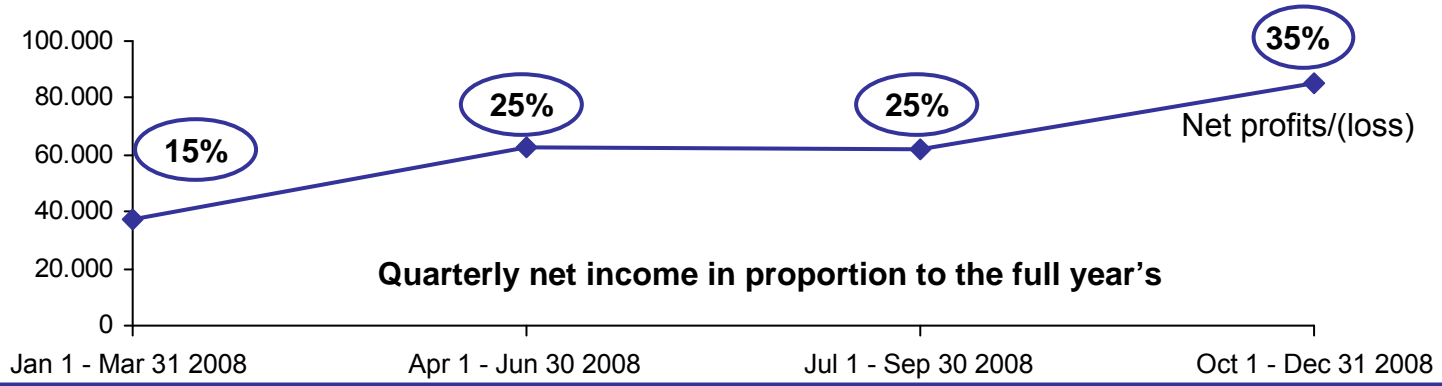 100.000
35%
80.000
25%
25%
Net profits/(loss)
60.000
15%
40.000
20.000
Quarterly net income in proportion to the full year’s
0
Jan 1 - Mar 31 2008
Apr 1 - Jun 30 2008
Jul 1 - Sep 30 2008
Oct 1 - Dec 31 2008